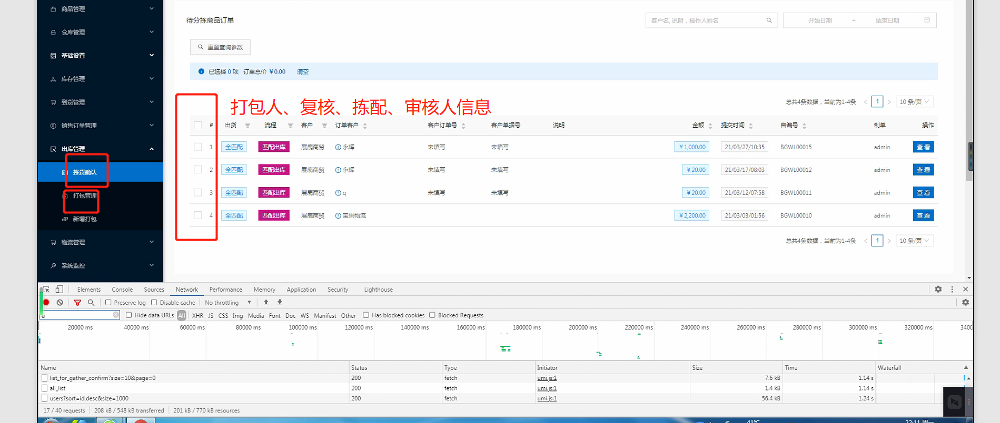 商品管理
仓库管理
基础设置
库存管理
到货管理
销售订单管理
出库管理
拣货确认
打包管理
新增打包
物流管理
系统监控
待分拣商品订单
客户名, 说明，操作人姓名
开始日期 ~ 结束日期
重置查询参数
已选择 0 项 订单总价 ¥0.00 清空
打包人、复核、拣配、审核人信息
总共4条数据，当前为1-4条 < 1 > 10 条/页
# 出货 流程 客户 订单客户 客户订单号 客户单据号 说明 金额 提交时间 自编号 制单 操作
1 全匹配 匹配出库 展鹿商贸 永辉 未填写 未填写 ¥1,000.00 21/03/27/10:35 BGWL00015 admin 查看
2 全匹配 匹配出库 展鹿商贸 永辉 未填写 未填写 ¥20.00 21/03/17/08:03 BGWL00012 admin 查看
3 全匹配 匹配出库 展鹿商贸 q 未填写 未填写 ¥20.00 21/03/12/07:58 BGWL00011 admin 查看
4 全匹配 匹配出库 展鹿商贸 宝供物流 ¥2,200.00 21/03/03/01:56 BGWL00010 admin 查看
总共4条数据，当前为1-4条 < 1 > 10 条/页
Elements Console Sources Network Performance Memory Application Security Lighthouse
Preserve log Disable cache No throttling
u Hide data URLs All XHR JS CSS Img Media Font Doc WS Manifest Other Has blocked cookies Blocked Requests
20000 ms 40000 ms 60000 ms 80000 ms 100000 ms 120000 ms 140000 ms 160000 ms 180000 ms 200000 ms 220000 ms 240000 ms 260000 ms 280000 ms 300000 ms 320000 ms 3400
Name Status Type Initiator Size Time Waterfall
list_for_gather_confirm?size=10&page=0 200 fetch umi.js:1 7.6 kB 1.14 s
all_list 200 fetch umi.js:1 1.4 kB 1.14 s
users?sort=id,desc&size=1000 200 fetch umi.js:1 56.4 kB 1.24 s
17 / 40 requests 208 kB / 548 kB transferred 201 kB / 770 kB resources
41°C 22:11